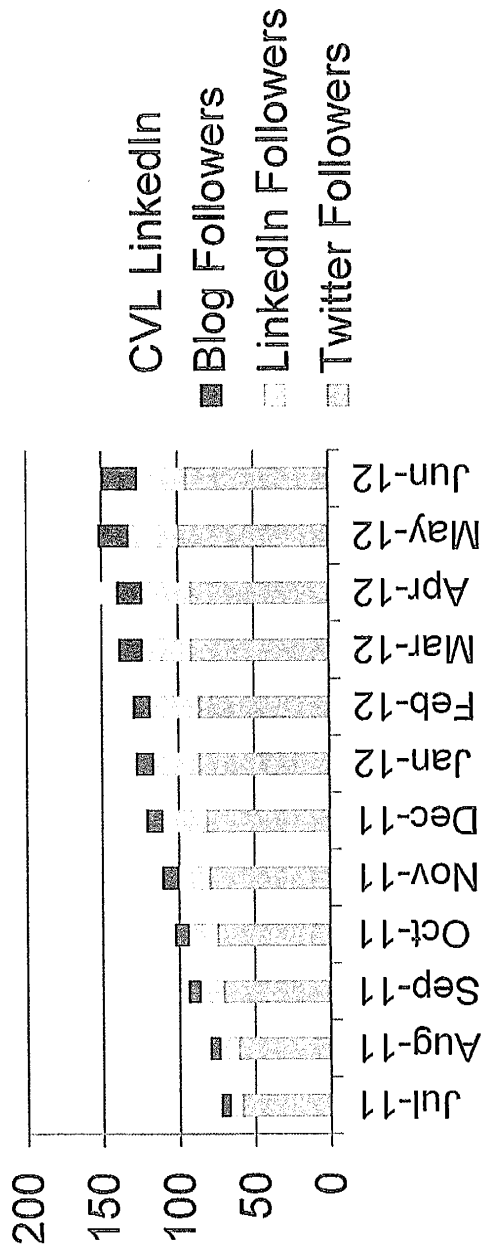 200
150
100
50
0
Jul-11
Aug-11
Sep-11
Oct-11
Nov-11
Dec-11
Jan-12
Feb-12
Mar-12
Apr-12
May-12
Jun-12
CVL LinkedIn
Blog Followers
LinkedIn Followers
Twitter Followers